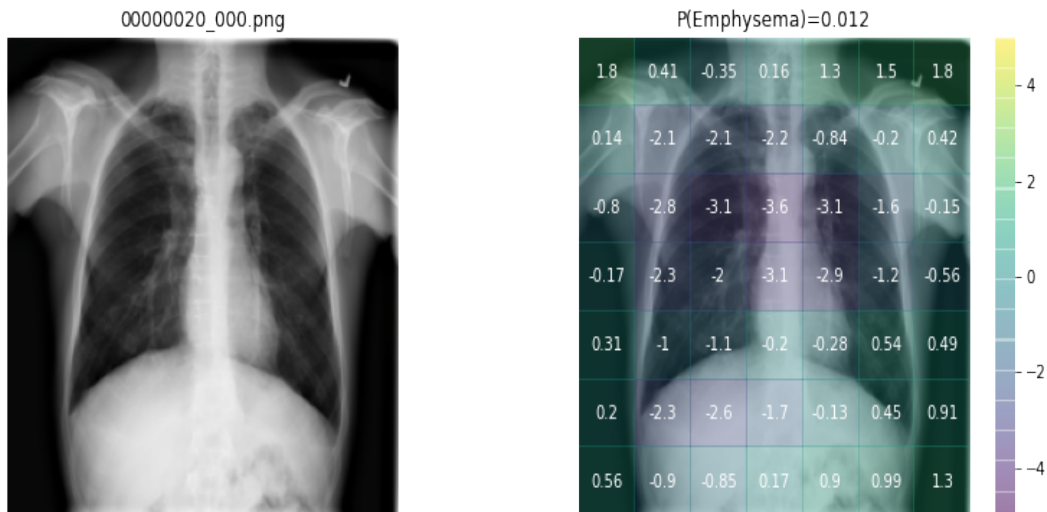 00000020_000.png
P(Emphysema)=0.012
1.8 0.41 -0.35 0.16 1.3 1.5 1.8
0.14 -2.1 -2.1 -2.2 -0.84 -0.2 0.42
-0.8 -2.8 -3.1 -3.6 -3.1 -1.6 -0.15
-0.17 -2.3 -2 -3.1 -2.9 -1.2 -0.56
0.31 -1 -1.1 -0.2 -0.28 0.54 0.49
0.2 -2.3 -2.6 -1.7 -0.13 0.45 0.91
0.56 -0.9 -0.85 0.17 0.9 0.99 1.3
4
2
0
−2
−4